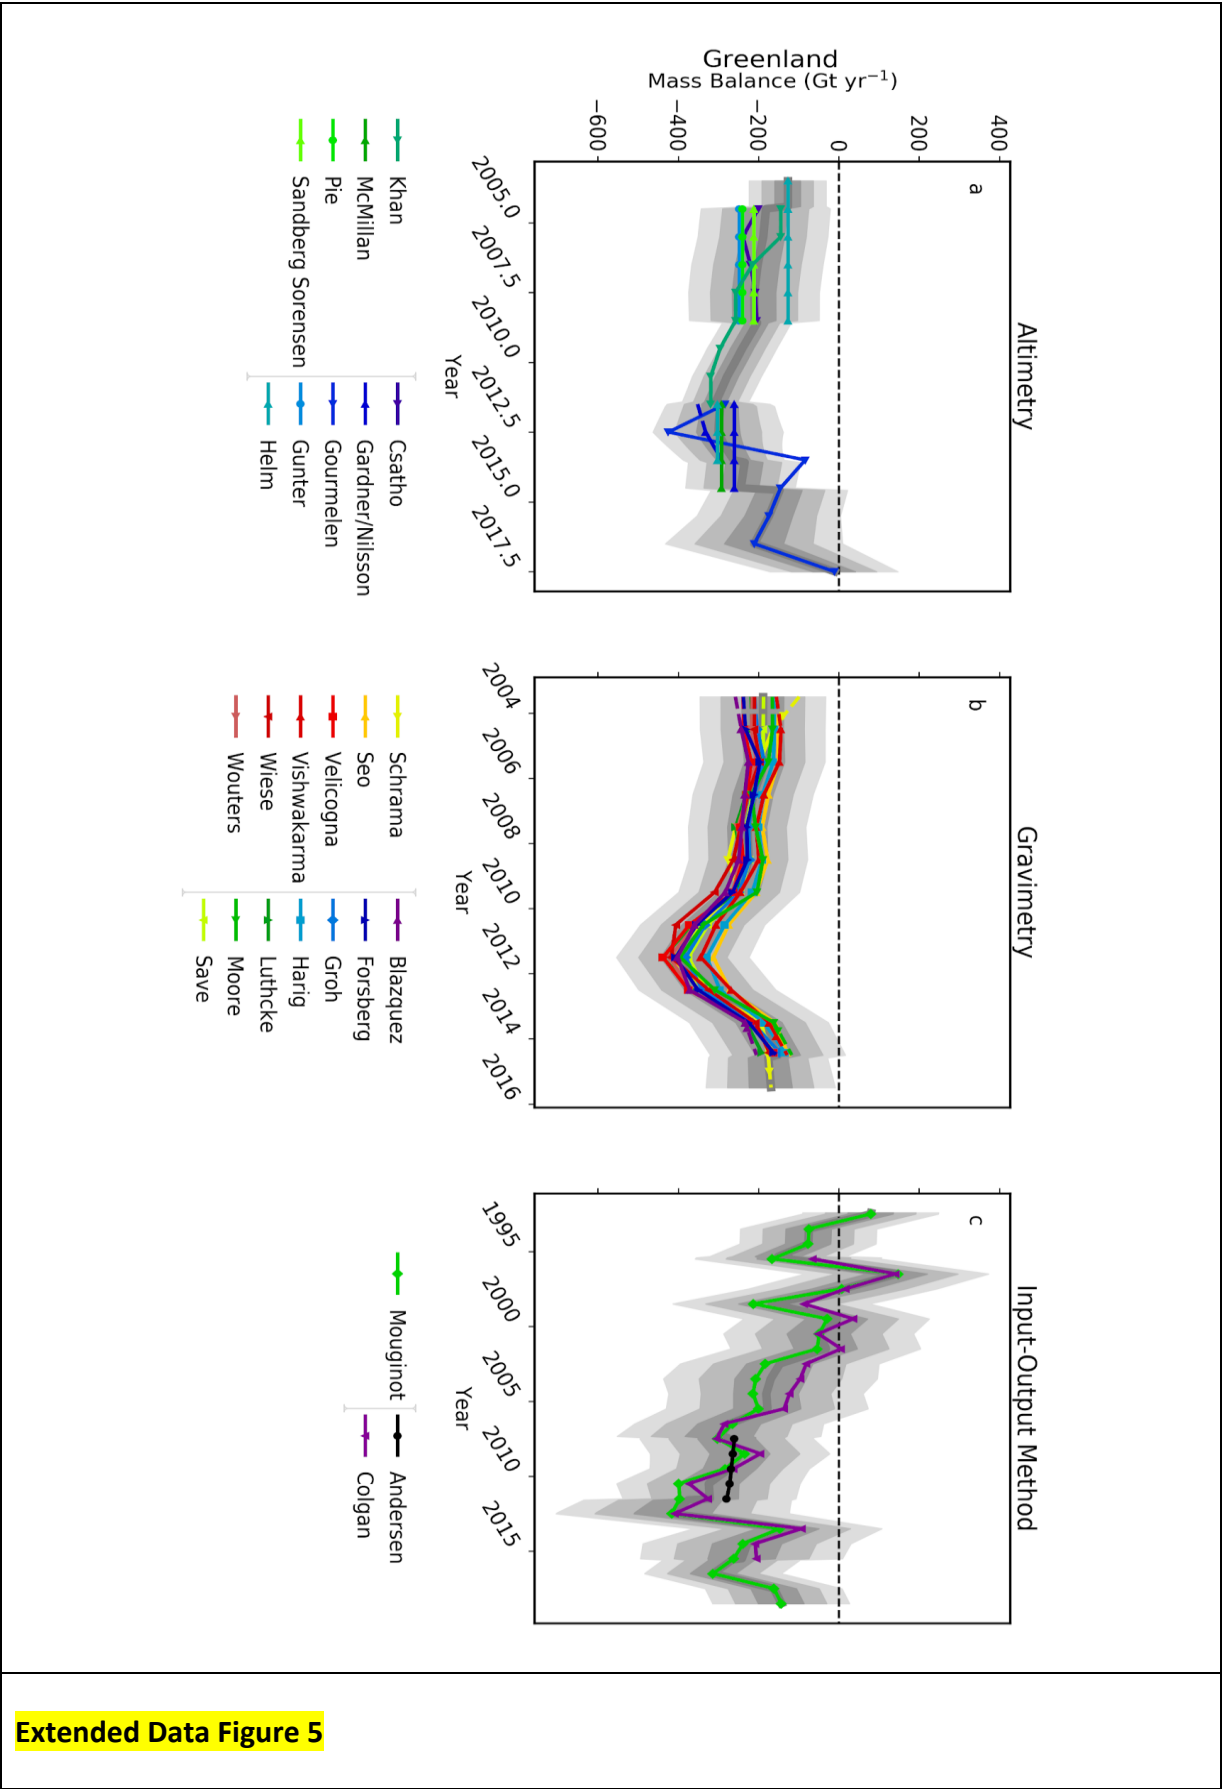 Greenland
Mass Balance (Gt yr⁻¹)
400
200
0
−200
−400
−600
Altimetry
a
2005.0
2007.5
2010.0
2012.5
2015.0
2017.5
Year
Khan
McMillan
Pie
Sandberg Sorensen
Csatho
Gardner/Nilsson
Gourmelen
Gunter
Helm
Gravimetry
b
2004
2006
2008
2010
2012
2014
2016
Year
Schrama
Seo
Velicogna
Vishwakarma
Wiese
Wouters
Blazquez
Forsberg
Groh
Harig
Luthcke
Moore
Save
Input-Output Method
c
1995
2000
2005
2010
2015
Year
Mouginot
Andersen
Colgan
Extended Data Figure 5